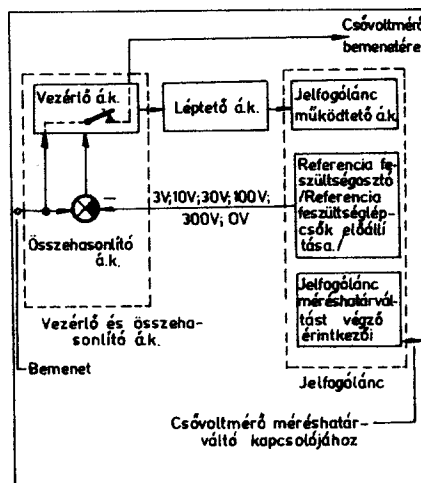 Csővoltmérő
bemenetére
Vezérlő á.k.
Léptető á.k.
Jelfogólánc
működtető á.k.
Referencia fe-
szültségosztó
/Referencia
feszültséglép-
csők előállí
tása./
3V;10V;30V;100V;
300V; 0V
Összehasonlító
á.k.
Jelfogólánc
méréshatárvál-
tást végző
érintkezői
Vezérlő és összeha-
sonlító á.k.
Bemenet
Jelfogólánc
Csővoltmérő méréshatár-
váltó kapcsolójához